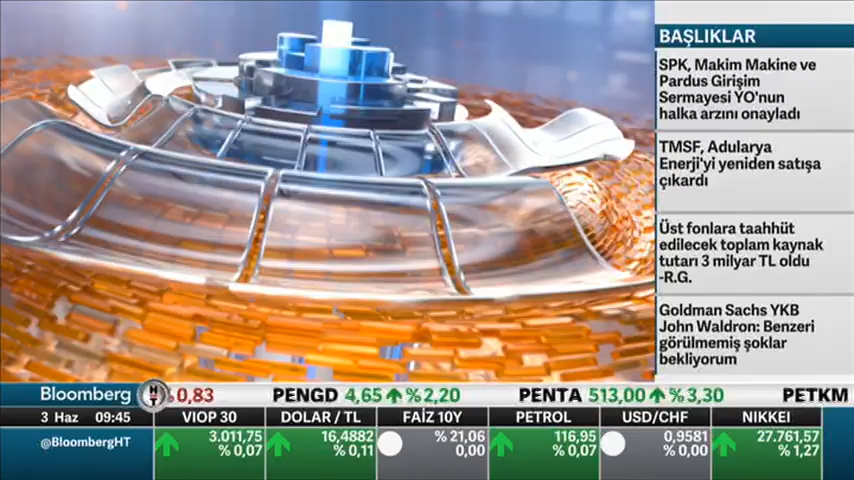 BAŞLIKLAR
SPK, Makim Makine ve
Pardus Girişim
Sermayesi YO'nun
halka arzını onayladı
TMSF, Adularya
Enerji'yi yeniden satışa
çıkardı
Üst fonlara taahhüt
edilecek toplam kaynak
tutarı 3 milyar TL oldu
-R.G.
Goldman Sachs YKB
John Waldron: Benzeri
görülmemiş şoklar
bekliyorum
Bloomberg HT %0,83 PENGD 4,65 %2,20 PENTA 513,00 %3,30 PETKM
3 Haz 09:45 VIOP 30 DOLAR / TL FAİZ 10Y PETROL USD/CHF NIKKEI
@BloombergHT 3.011,75 16,4882 % 21,06 116,95 0,9581 27.761,57
% 0,07 % 0,11 0,00 % 0,07 % 0,00 % 1,27